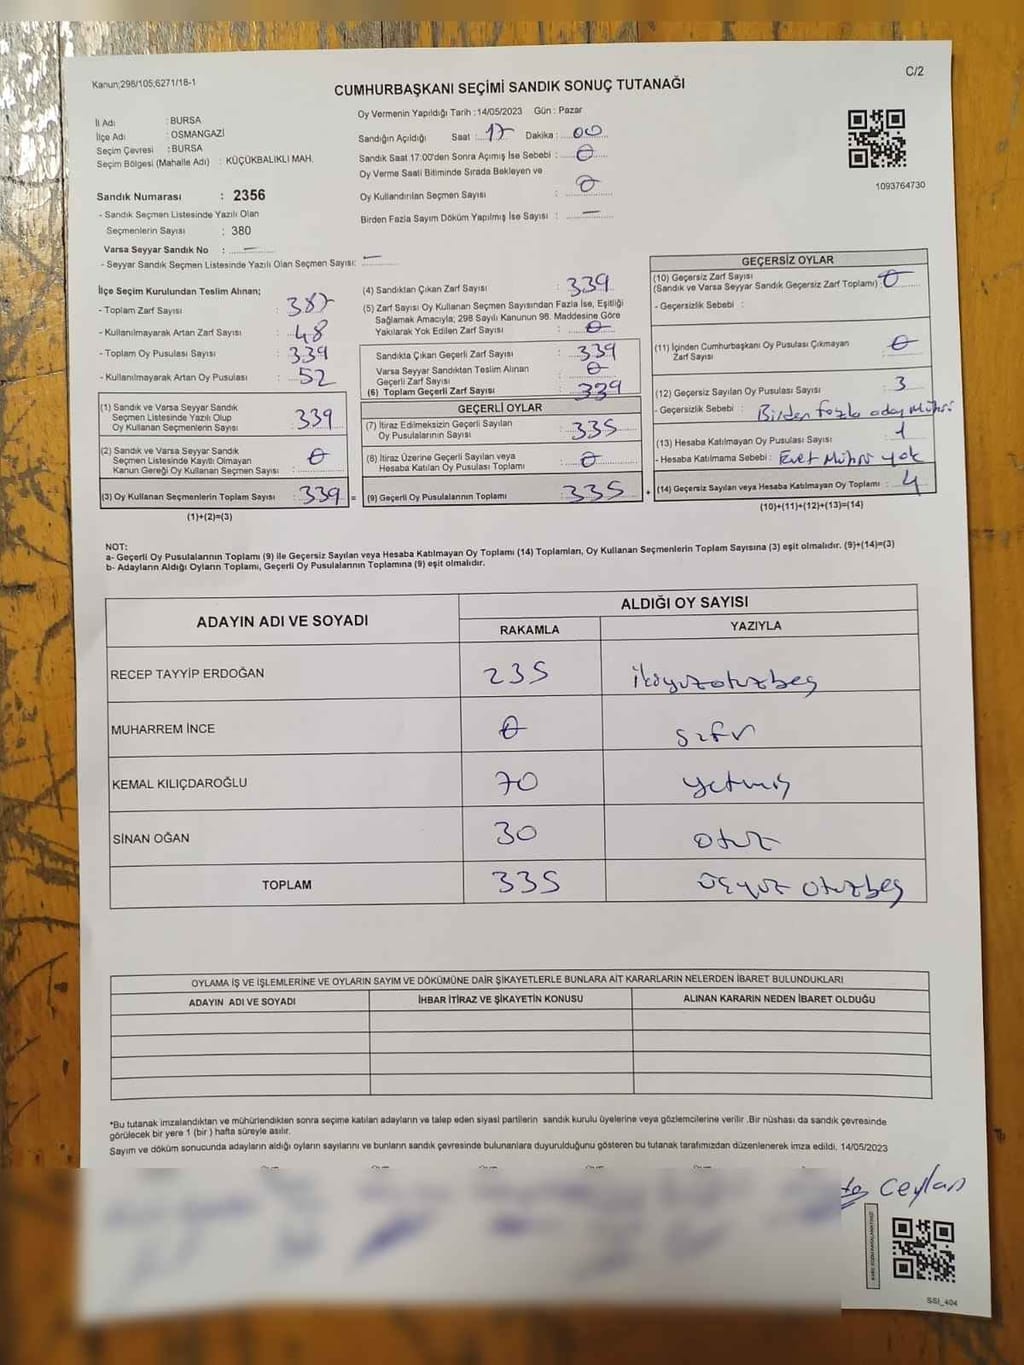 Kanun;298/105;6271/18-1
C/2
CUMHURBAŞKANI SEÇİMİ SANDIK SONUÇ TUTANAĞI
İl Adı : BURSA
İlçe Adı : OSMANGAZİ
Seçim Çevresi : BURSA
Seçim Bölgesi (Mahalle Adı) : KÜÇÜKBALIKLI MAH.
Sandık Numarası : 2356
- Sandık Seçmen Listesinde Yazılı Olan
Seçmenlerin Sayısı : 380
Varsa Seyyar Sandık No : —
- Seyyar Sandık Seçmen Listesinde Yazılı Olan Seçmen Sayısı: —
Oy Vermenin Yapıldığı Tarih :14/05/2023 Gün : Pazar
Sandığın Açıldığı Saat : 17 Dakika : 00
Sandık Saat 17:00'den Sonra Açımış İse Sebebi : 0
Oy Verme Saati Bitiminde Sırada Bekleyen ve
Oy Kullandırılan Seçmen Sayısı : 0
Birden Fazla Sayım Döküm Yapılmış İse Sayısı : —
1093764730
İlçe Seçim Kurulundan Teslim Alınan;
- Toplam Zarf Sayısı : 387
- Kullanılmayarak Artan Zarf Sayısı : 48
- Toplam Oy Pusulası Sayısı : 339
- Kullanılmayarak Artan Oy Pusulası : 52
(1) Sandık ve Varsa Seyyar Sandık
Seçmen Listesinde Yazılı Olup
Oy Kullanan Seçmenlerin Sayısı : 339
(2) Sandık ve Varsa Seyyar Sandık
Seçmen Listesinde Kayıtlı Olmayan
Kanun Gereği Oy Kullanan Seçmen Sayısı : 0
(3) Oy Kullanan Seçmenlerin Toplam Sayısı : 339 =
(1)+(2)=(3)
(4) Sandıktan Çıkan Zarf Sayısı : 339
(5) Zarf Sayısı Oy Kullanan Seçmen Sayısından Fazla İse, Eşitliği
Sağlamak Amacıyla; 298 Sayılı Kanunun 98. Maddesine Göre
Yakılarak Yok Edilen Zarf Sayısı : 0
Sandıkta Çıkan Geçerli Zarf Sayısı : 339
Varsa Seyyar Sandıktan Teslim Alınan
Geçerli Zarf Sayısı : 0
(6) Toplam Geçerli Zarf Sayısı : 339
GEÇERLİ OYLAR
(7) İtiraz Edilmeksizin Geçerli Sayılan
Oy Pusulalarının Sayısı : 335
(8) İtiraz Üzerine Geçerli Sayılan veya
Hesaba Katılan Oy Pusulası Toplamı : 0
(9) Geçerli Oy Pusulalarının Toplamı : 335 +
GEÇERSİZ OYLAR
(10) Geçersiz Zarf Sayısı
(Sandık ve Varsa Seyyar Sandık Geçersiz Zarf Toplamı) : 0
- Geçersizlik Sebebi :
(11) İçinden Cumhurbaşkanı Oy Pusulası Çıkmayan
Zarf Sayısı : 0
(12) Geçersiz Sayılan Oy Pusulası Sayısı : 3
- Geçersizlik Sebebi : Birden fazla aday Mührü
(13) Hesaba Katılmayan Oy Pusulası Sayısı : 1
- Hesaba Katılmama Sebebi : Evet Mührü yok
(14) Geçersiz Sayılan veya Hesaba Katılmayan Oy Toplamı : 4
(10)+(11)+(12)+(13)=(14)
NOT:
a- Geçerli Oy Pusulalarının Toplamı (9) ile Geçersiz Sayılan veya Hesaba Katılmayan Oy Toplamı (14) Toplamları, Oy Kullanan Seçmenlerin Toplam Sayısına (3) eşit olmalıdır. (9)+(14)=(3)
b- Adayların Aldığı Oyların Toplamı, Geçerli Oy Pusulalarının Toplamına (9) eşit olmalıdır.
ADAYIN ADI VE SOYADI
ALDIĞI OY SAYISI
RAKAMLA YAZIYLA
RECEP TAYYİP ERDOĞAN 235 ikiyüzotuzbeş
MUHARREM İNCE 0 sıfır
KEMAL KILIÇDAROĞLU 70 yetmiş
SİNAN OĞAN 30 otuz
TOPLAM 335 üçyüz otuzbeş
OYLAMA İŞ VE İŞLEMLERİNE VE OYLARIN SAYIM VE DÖKÜMÜNE DAİR ŞİKAYETLERLE BUNLARA AİT KARARLARIN NELERDEN İBARET BULUNDUKLARI
ADAYIN ADI VE SOYADI İHBAR İTİRAZ VE ŞİKAYETİN KONUSU ALINAN KARARIN NEDEN İBARET OLDUĞU
*Bu tutanak imzalandıktan ve mühürlendikten sonra seçime katılan adayların ve talep eden siyasi partilerin sandık kurulu üyelerine veya gözlemcilerine verilir .Bir nüshası da sandık çevresinde
görülecek bir yere 1 (bir ) hafta süreyle asılır.
Sayım ve döküm sonucunda adayların aldığı oyların sayılarını ve bunların sandık çevresinde bulunanlara duyurulduğunu gösteren bu tutanak tarafımızdan düzenlenerek imza edildi. 14/05/2023
Ceylan
SSI_404